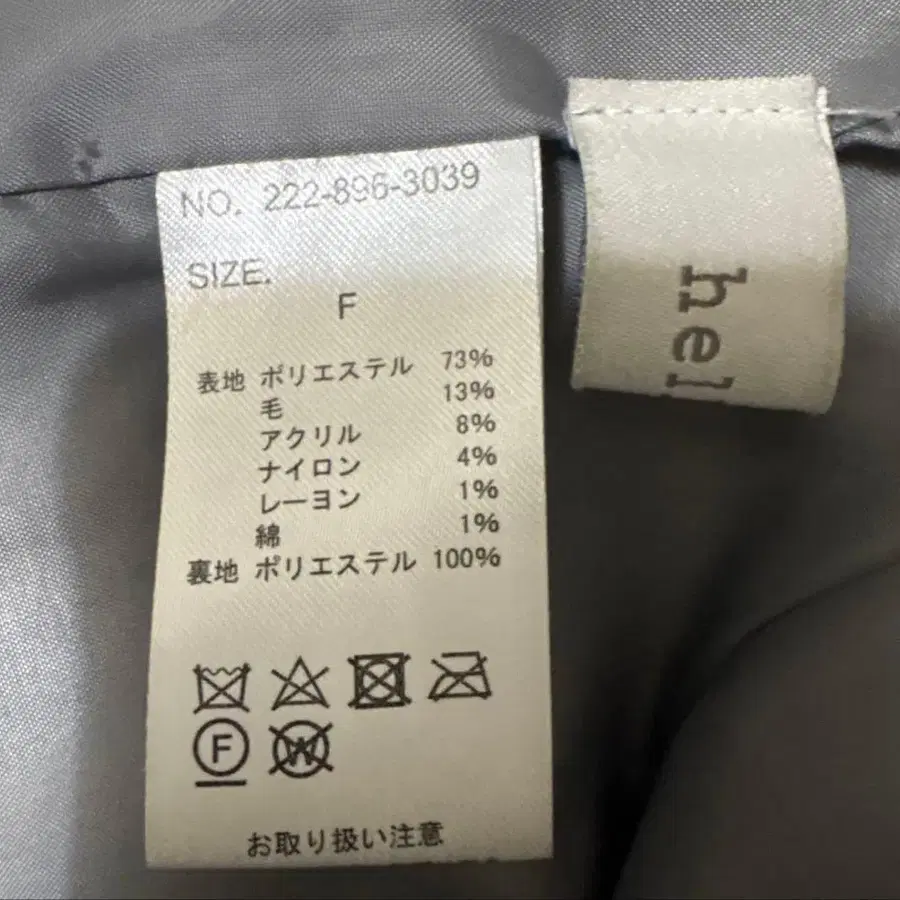 NO. 222-896-3039
SIZE.
F
表地 ポリエステル 73%
毛 13%
アクリル 8%
ナイロン 4%
レーヨン 1%
綿 1%
裏地 ポリエステル 100%
F
W
お取り扱い注意
hel